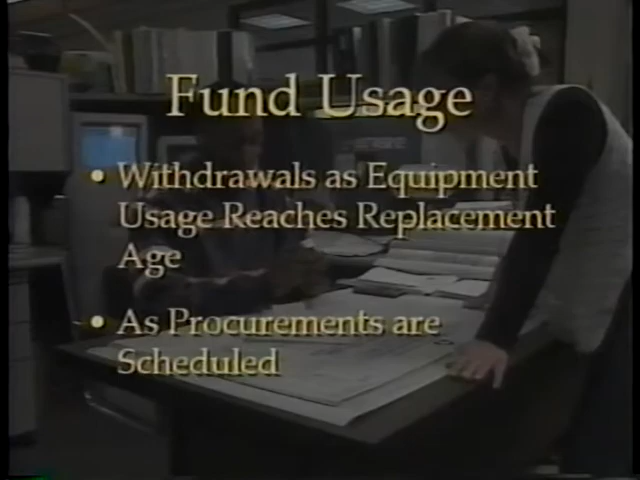 Fund Usage
• Withdrawals as Equipment
Usage Reaches Replacement
Age
• As Procurements are
Scheduled